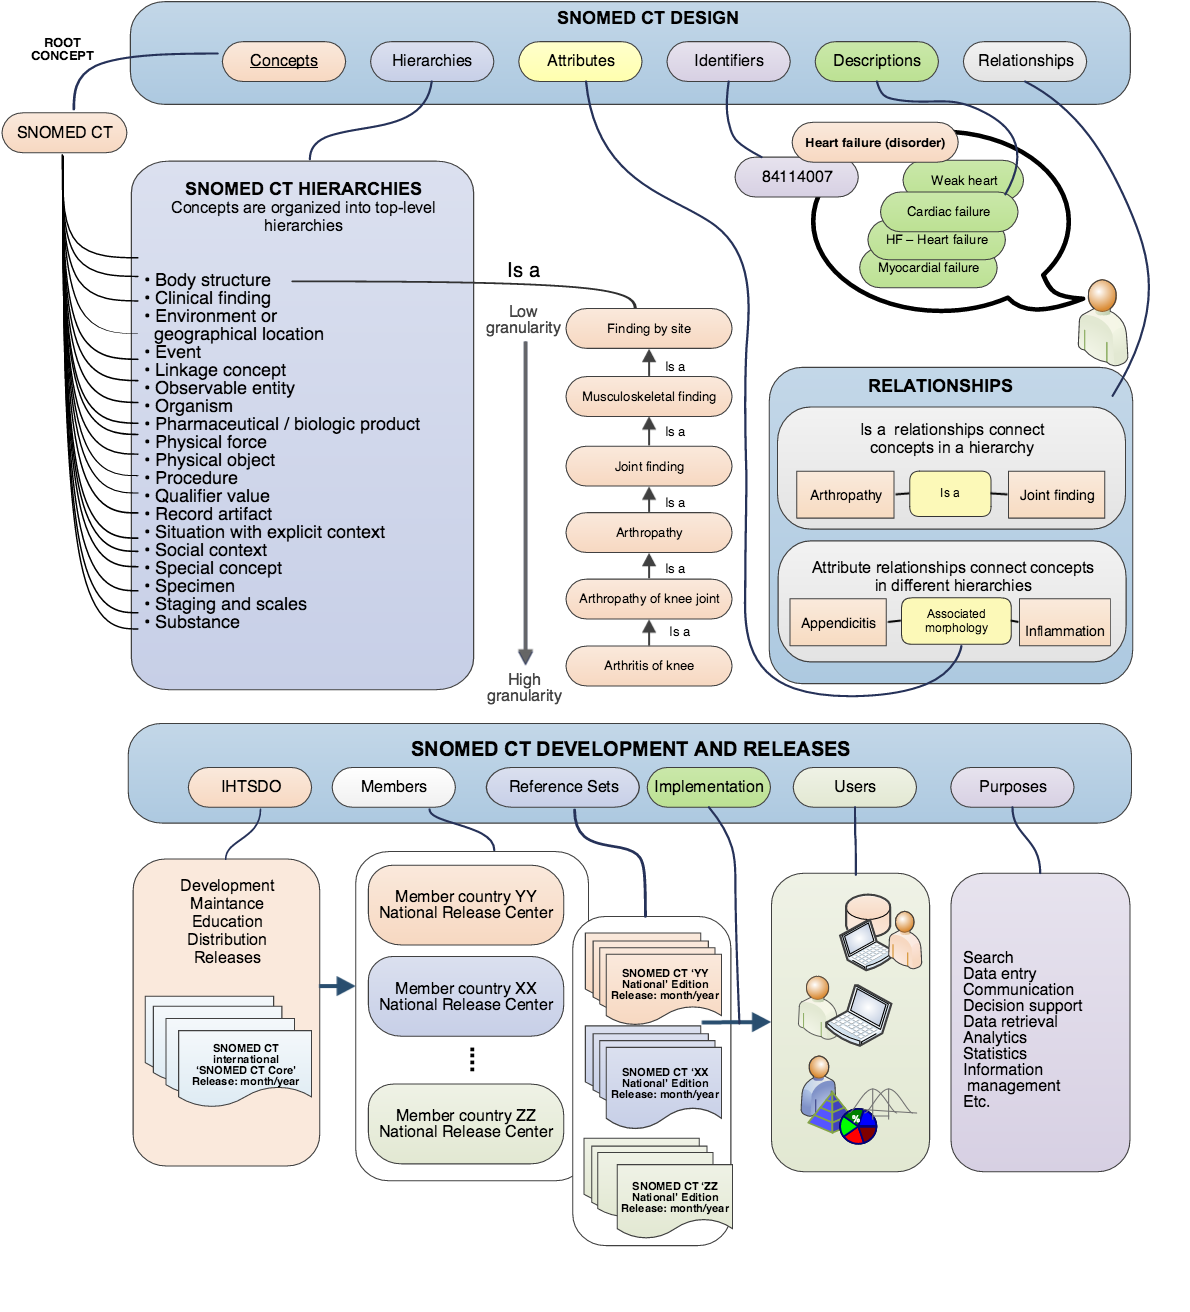 SNOMED CT DESIGN
ROOT
CONCEPT
Concepts
Hierarchies
Attributes
Identifiers
Descriptions
Relationships
SNOMED CT
Heart failure (disorder)
84114007
Weak heart
Cardiac failure
HF – Heart failure
Myocardial failure
SNOMED CT HIERARCHIES
Concepts are organized into top-level
hierarchies
• Body structure
• Clinical finding
• Environment or
geographical location
• Event
• Linkage concept
• Observable entity
• Organism
• Pharmaceutical / biologic product
• Physical force
• Physical object
• Procedure
• Qualifier value
• Record artifact
• Situation with explicit context
• Social context
• Special concept
• Specimen
• Staging and scales
• Substance
Is a
Low
granularity
High
granularity
Finding by site
Is a
Musculoskeletal finding
Is a
Joint finding
Is a
Arthropathy
Is a
Arthropathy of knee joint
Is a
Arthritis of knee
RELATIONSHIPS
Is a relationships connect
concepts in a hierarchy
Arthropathy
Is a
Joint finding
Attribute relationships connect concepts
in different hierarchies
Appendicitis
Associated
morphology
Inflammation
SNOMED CT DEVELOPMENT AND RELEASES
IHTSDO
Members
Reference Sets
Implementation
Users
Purposes
Development
Maintance
Education
Distribution
Releases
SNOMED CT
international
‘SNOMED CT Core’
Release: month/year
Member country YY
National Release Center
Member country XX
National Release Center
Member country ZZ
National Release Center
SNOMED CT ‘YY
National’ Edition
Release: month/year
SNOMED CT ‘XX
National’ Edition
Release: month/year
SNOMED CT ‘ZZ
National’ Edition
Release: month/year
%
Search
Data entry
Communication
Decision support
Data retrieval
Analytics
Statistics
Information
management
Etc.